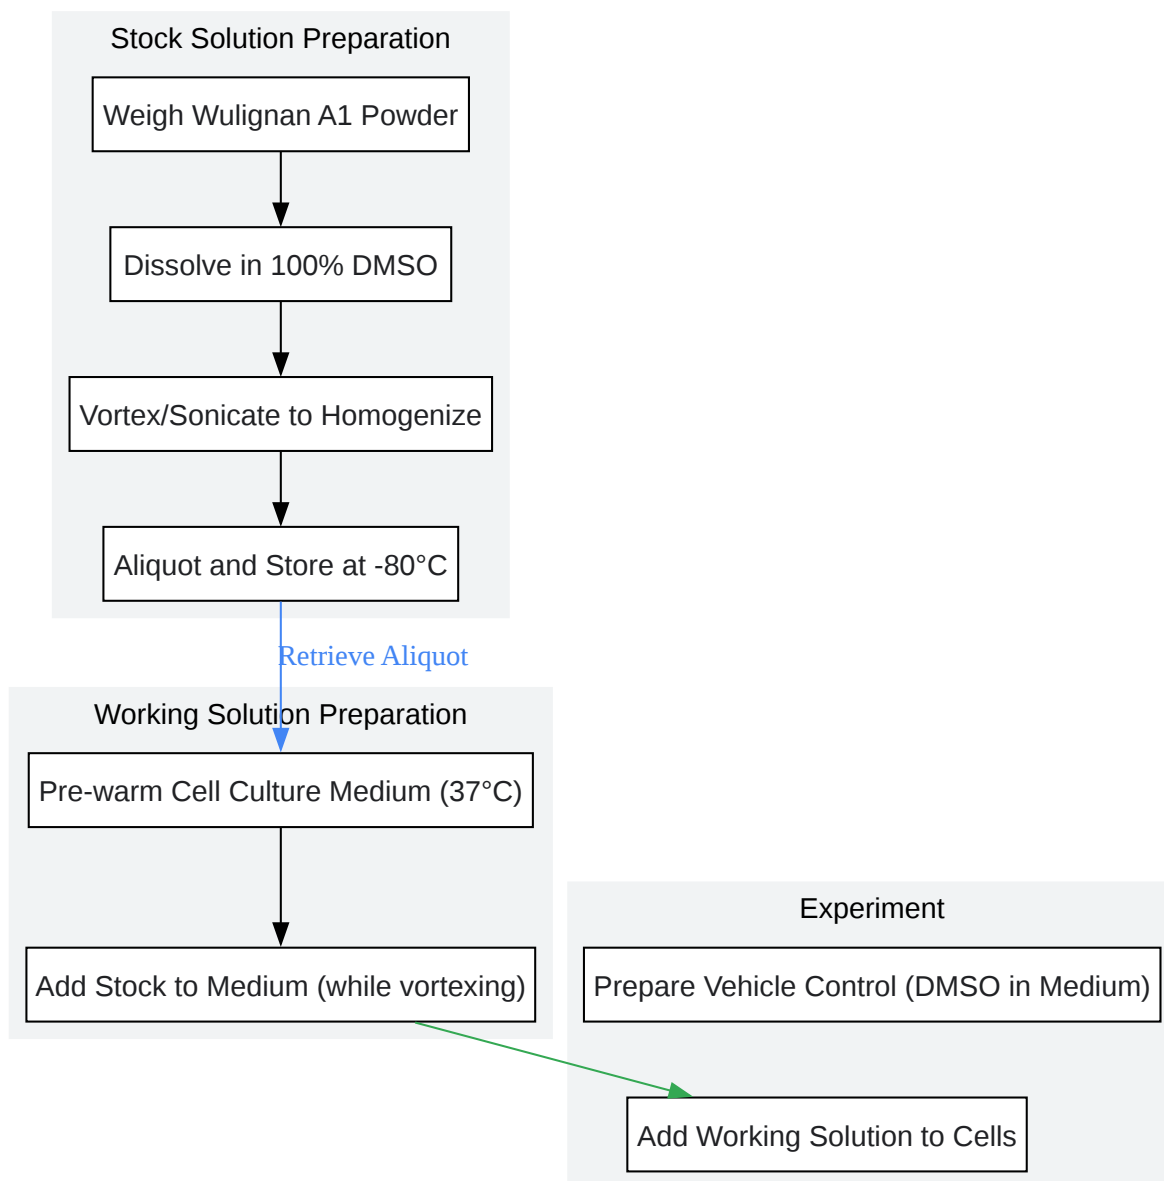 Stock Solution Preparation
Weigh Wulignan A1 Powder
Dissolve in 100% DMSO
Vortex/Sonicate to Homogenize
Aliquot and Store at -80°C
Retrieve Aliquot
Working Solution Preparation
Pre-warm Cell Culture Medium (37°C)
Add Stock to Medium (while vortexing)
Experiment
Prepare Vehicle Control (DMSO in Medium)
Add Working Solution to Cells